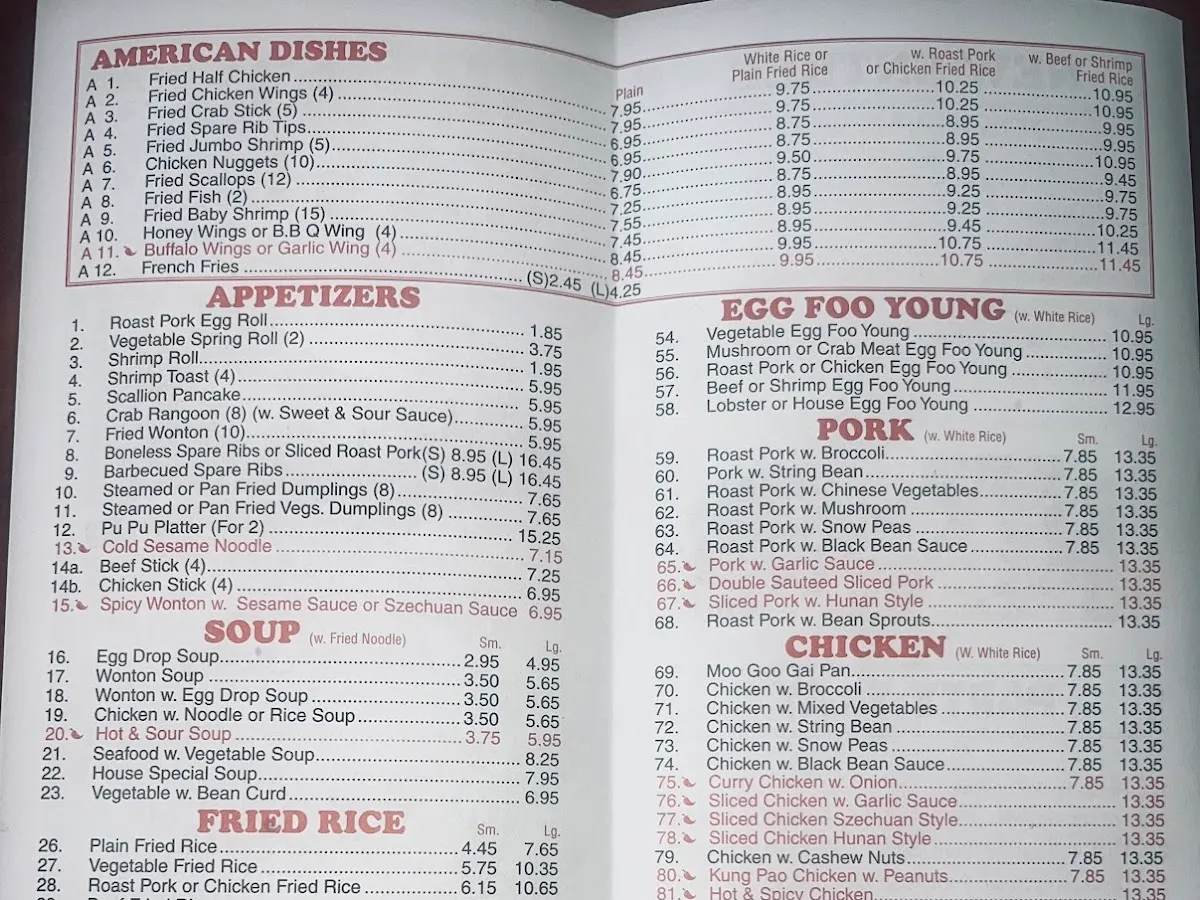 AMERICAN DISHES
Plain White Rice or Plain Fried Rice w. Roast Pork or Chicken Fried Rice w. Beef or Shrimp Fried Rice
A 1. Fried Half Chicken 7.95 9.75 10.25 10.95
A 2. Fried Chicken Wings (4) 7.95 9.75 10.25 10.95
A 3. Fried Crab Stick (5) 6.95 8.75 8.95 9.95
A 4. Fried Spare Rib Tips 6.95 8.75 8.95 9.95
A 5. Fried Jumbo Shrimp (5) 7.90 9.50 9.75 10.95
A 6. Chicken Nuggets (10) 6.75 8.75 8.95 9.45
A 7. Fried Scallops (12) 7.25 8.95 9.25 9.75
A 8. Fried Fish (2) 7.55 8.95 9.25 9.75
A 9. Fried Baby Shrimp (15) 7.45 8.95 9.45 10.25
A 10. Honey Wings or B.B Q Wing (4) 8.45 9.95 10.75 11.45
A 11. Buffalo Wings or Garlic Wing (4) 8.45 9.95 10.75 11.45
A 12. French Fries (S)2.45 (L)4.25
APPETIZERS
1. Roast Pork Egg Roll 1.85
2. Vegetable Spring Roll (2) 3.75
3. Shrimp Roll 1.95
4. Shrimp Toast (4) 5.95
5. Scallion Pancake 5.95
6. Crab Rangoon (8) (w. Sweet & Sour Sauce) 5.95
7. Fried Wonton (10) 5.95
8. Boneless Spare Ribs or Sliced Roast Pork(S) 8.95 (L) 16.45
9. Barbecued Spare Ribs (S) 8.95 (L) 16.45
10. Steamed or Pan Fried Dumplings (8) 7.65
11. Steamed or Pan Fried Vegs. Dumplings (8) 7.65
12. Pu Pu Platter (For 2) 15.25
13. Cold Sesame Noodle 7.15
14a. Beef Stick (4) 7.25
14b. Chicken Stick (4) 6.95
15. Spicy Wonton w. Sesame Sauce or Szechuan Sauce 6.95
SOUP (w. Fried Noodle) Sm. Lg.
16. Egg Drop Soup 2.95 4.95
17. Wonton Soup 3.50 5.65
18. Wonton w. Egg Drop Soup 3.50 5.65
19. Chicken w. Noodle or Rice Soup 3.50 5.65
20. Hot & Sour Soup 3.75 5.95
21. Seafood w. Vegetable Soup 8.25
22. House Special Soup 7.95
23. Vegetable w. Bean Curd 6.95
FRIED RICE Sm. Lg.
26. Plain Fried Rice 4.45 7.65
27. Vegetable Fried Rice 5.75 10.35
28. Roast Pork or Chicken Fried Rice 6.15 10.65
EGG FOO YOUNG (w. White Rice) Lg.
54. Vegetable Egg Foo Young 10.95
55. Mushroom or Crab Meat Egg Foo Young 10.95
56. Roast Pork or Chicken Egg Foo Young 10.95
57. Beef or Shrimp Egg Foo Young 11.95
58. Lobster or House Egg Foo Young 12.95
PORK (w. White Rice) Sm. Lg.
59. Roast Pork w. Broccoli 7.85 13.35
60. Pork w. String Bean 7.85 13.35
61. Roast Pork w. Chinese Vegetables 7.85 13.35
62. Roast Pork w. Mushroom 7.85 13.35
63. Roast Pork w. Snow Peas 7.85 13.35
64. Roast Pork w. Black Bean Sauce 7.85 13.35
65. Pork w. Garlic Sauce 13.35
66. Double Sauteed Sliced Pork 13.35
67. Sliced Pork w. Hunan Style 13.35
68. Roast Pork w. Bean Sprouts 13.35
CHICKEN (W. White Rice) Sm. Lg.
69. Moo Goo Gai Pan 7.85 13.35
70. Chicken w. Broccoli 7.85 13.35
71. Chicken w. Mixed Vegetables 7.85 13.35
72. Chicken w. String Bean 7.85 13.35
73. Chicken w. Snow Peas 7.85 13.35
74. Chicken w. Black Bean Sauce 7.85 13.35
75. Curry Chicken w. Onion 7.85 13.35
76. Sliced Chicken w. Garlic Sauce 13.35
77. Sliced Chicken Szechuan Style 13.35
78. Sliced Chicken Hunan Style 13.35
79. Chicken w. Cashew Nuts 7.85 13.35
80. Kung Pao Chicken w. Peanuts 7.85 13.35
81. Hot & Spicy Chicken 13.35